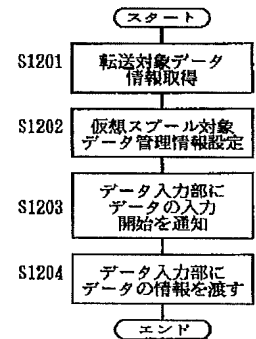 スタート
S1201
転送対象データ
情報取得
S1202
仮想スプール対象
データ管理情報設定
S1203
データ入力部に
データの入力
開始を通知
S1204
データ入力部に
データの情報を渡す
エンド